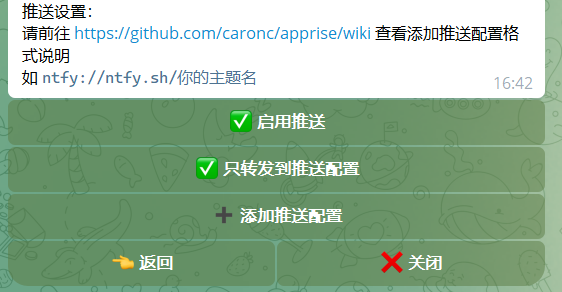 推送设置：
请前往 https://github.com/caronc/apprise/wiki 查看添加推送配置格
式说明
如 ntfy://ntfy.sh/你的主题名
16:42
✅ 启用推送
✅ 只转发到推送配置
➕ 添加推送配置
👈 返回
❌ 关闭